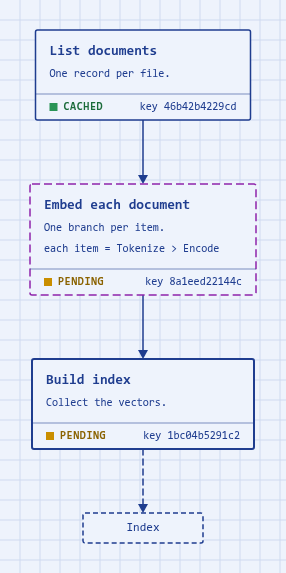 List documents
One record per file.
CACHED key 46b42b4229cd
Embed each document
One branch per item.
each item = Tokenize > Encode
PENDING key 8a1eed22144c
Build index
Collect the vectors.
PENDING key 1bc04b5291c2
Index